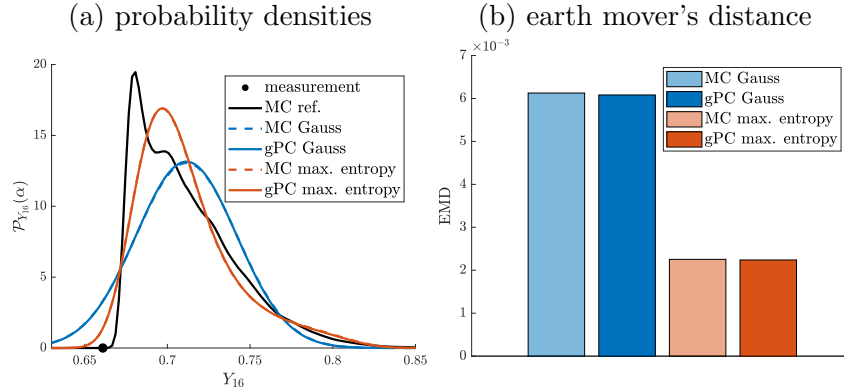 (a) probability densities
20
15
10
5
0
0.65
0.7
0.75
0.8
0.85
Y₁₆
𝒫_{Y₁₆}(α)
measurement
MC ref.
MC Gauss
gPC Gauss
MC max. entropy
gPC max. entropy
(b) earth mover's distance
×10⁻³
7
6
5
4
3
2
1
0
EMD
MC Gauss
gPC Gauss
MC max. entropy
gPC max. entropy